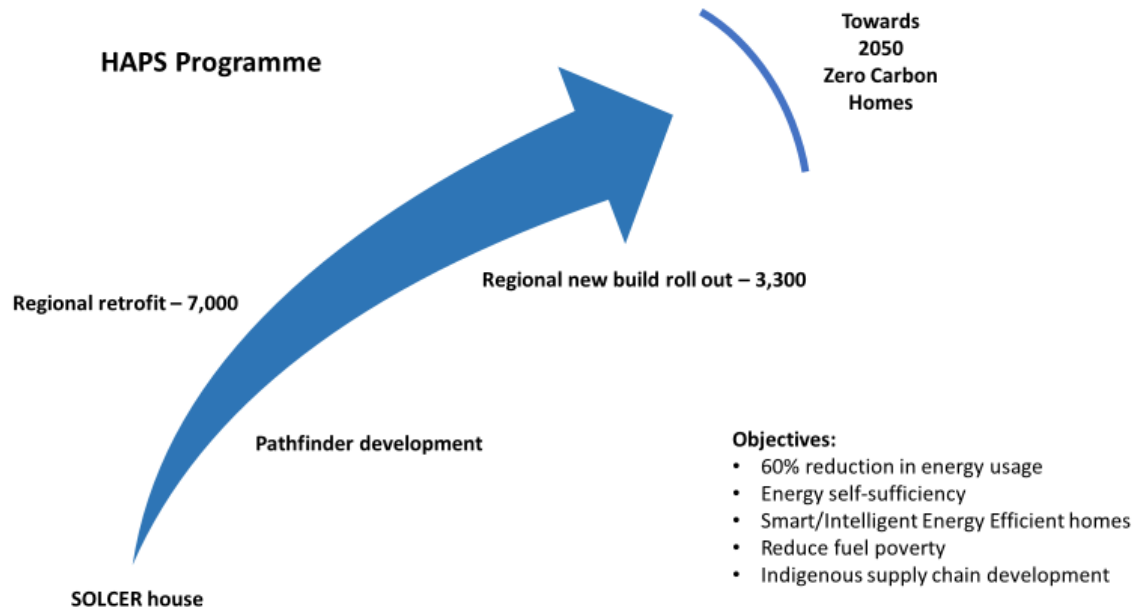 HAPS Programme
Towards
2050
Zero Carbon
Homes
Regional new build roll out – 3,300
Regional retrofit – 7,000
Pathfinder development
SOLCER house
Objectives:
• 60% reduction in energy usage
• Energy self-sufficiency
• Smart/Intelligent Energy Efficient homes
• Reduce fuel poverty
• Indigenous supply chain development